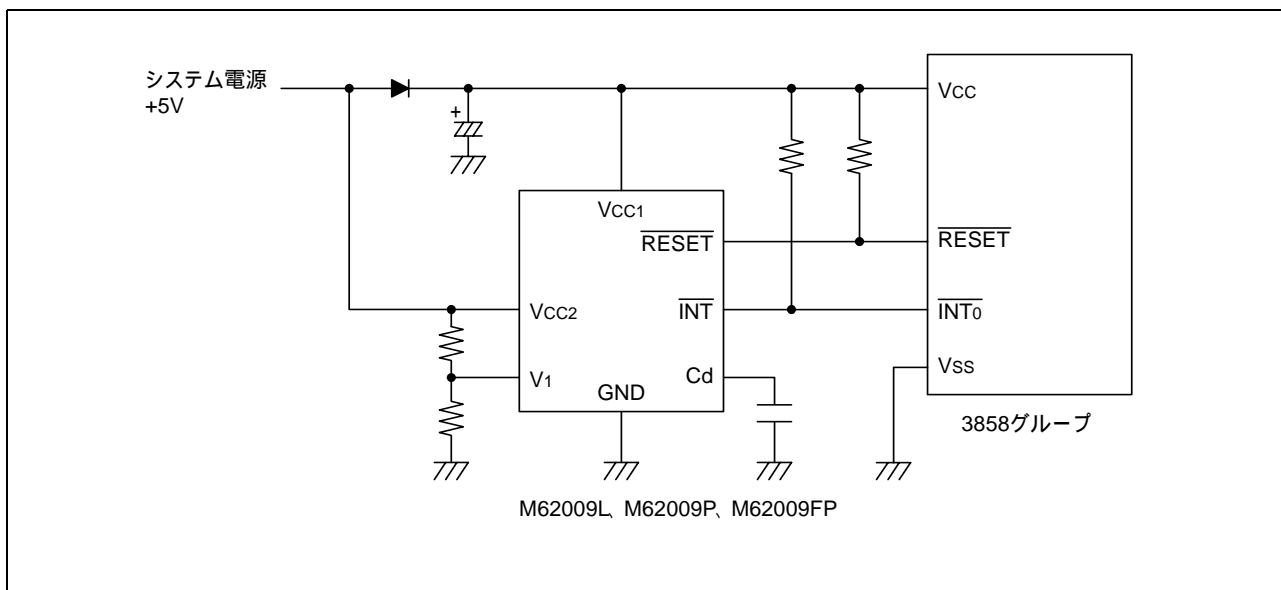 システム電源
+5V
+
VCC
VCC1
RESET
RESET
VCC2
INT
INT0
V1
Cd
VSS
GND
3858グループ
M62009L、M62009P、M62009FP